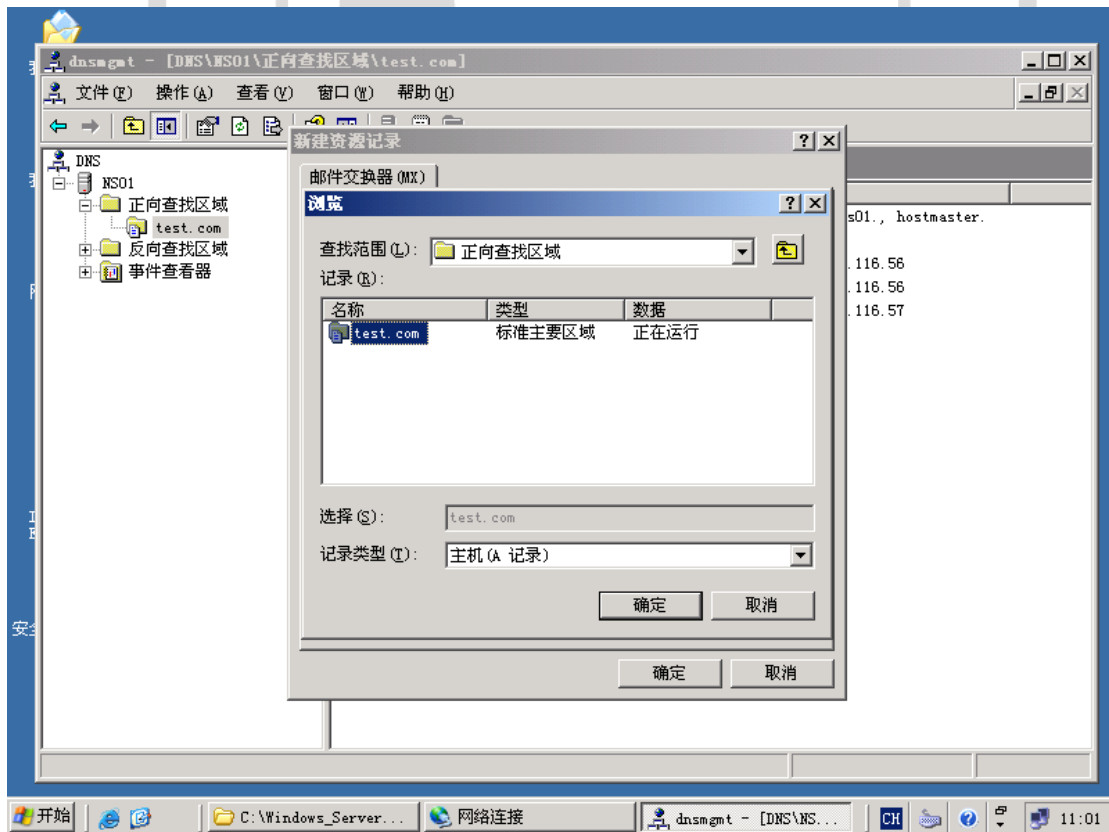 dnsmgmt - [DNS\NS01\正向查找区域\test.com]
文件(F) 操作(A) 查看(V) 窗口(W) 帮助(H)
新建资源记录
DNS
NS01
正向查找区域
test.com
反向查找区域
事件查看器
邮件交换器(MX)
浏览
s01., hostmaster.
.116.56
.116.56
.116.57
查找范围(L): 正向查找区域
记录(R):
名称 类型 数据
test.com 标准主要区域 正在运行
选择(S): test.com
记录类型(T): 主机(A 记录)
确定 取消
确定 取消
安全
开始 C:\Windows_Server... 网络连接 dnsmgmt - [DNS\NS... CH 11:01